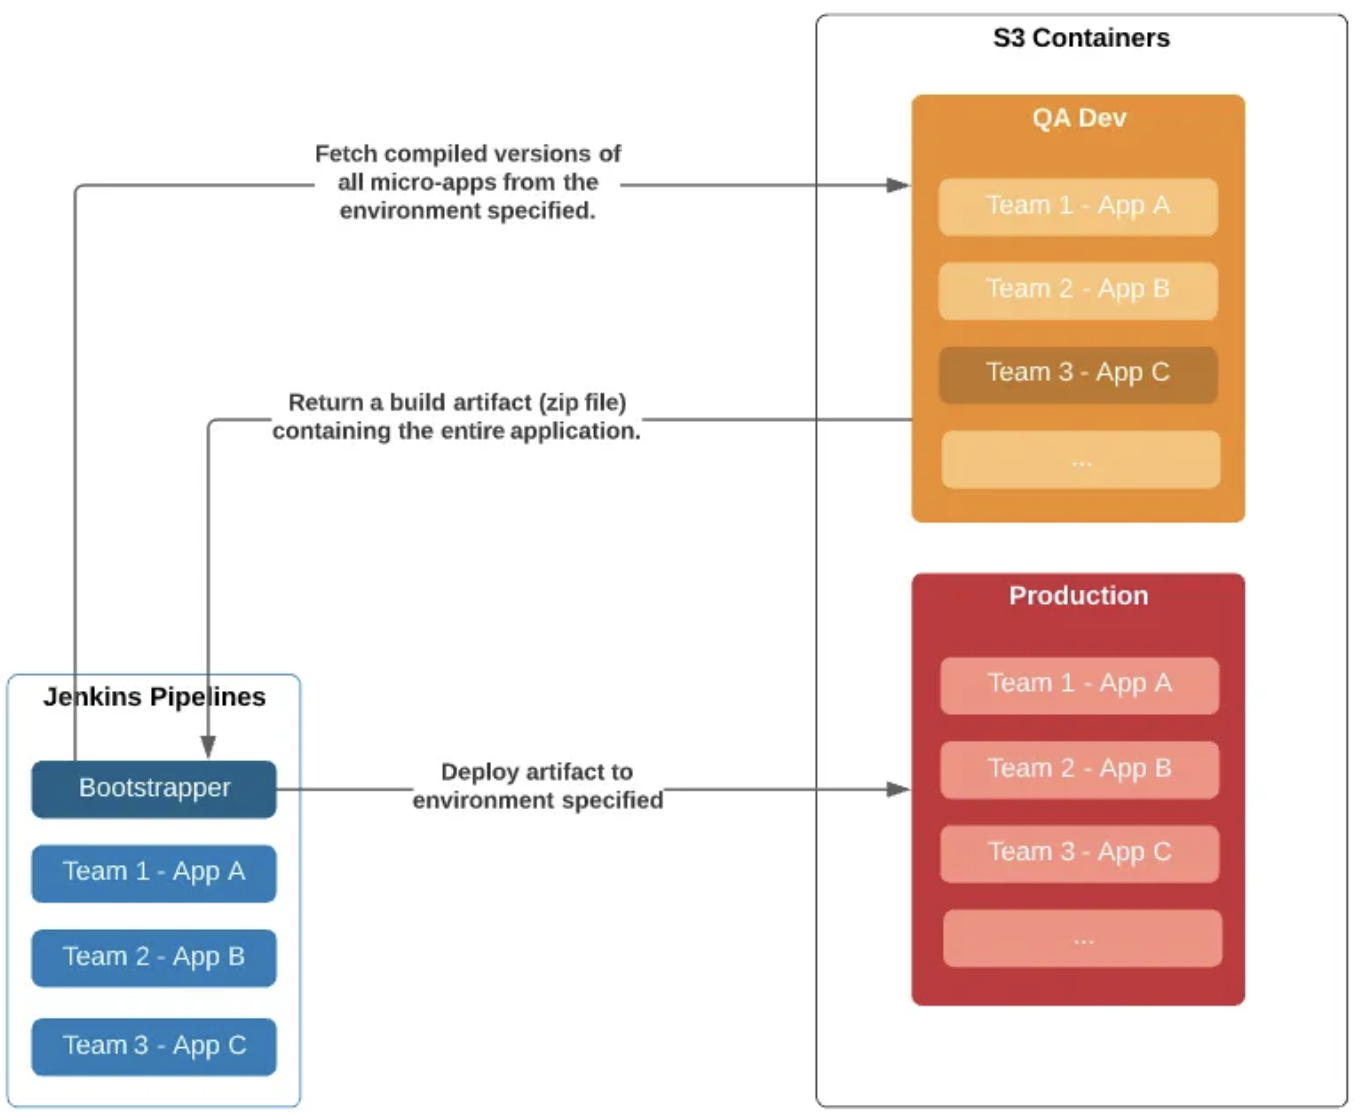 S3 Containers
QA Dev
Team 1 - App A
Team 2 - App B
Team 3 - App C
...
Fetch compiled versions of
all micro-apps from the
environment specified.
Return a build artifact (zip file)
containing the entire application.
Production
Team 1 - App A
Team 2 - App B
Team 3 - App C
...
Jenkins Pipelines
Bootstrapper
Team 1 - App A
Team 2 - App B
Team 3 - App C
Deploy artifact to
environment specified